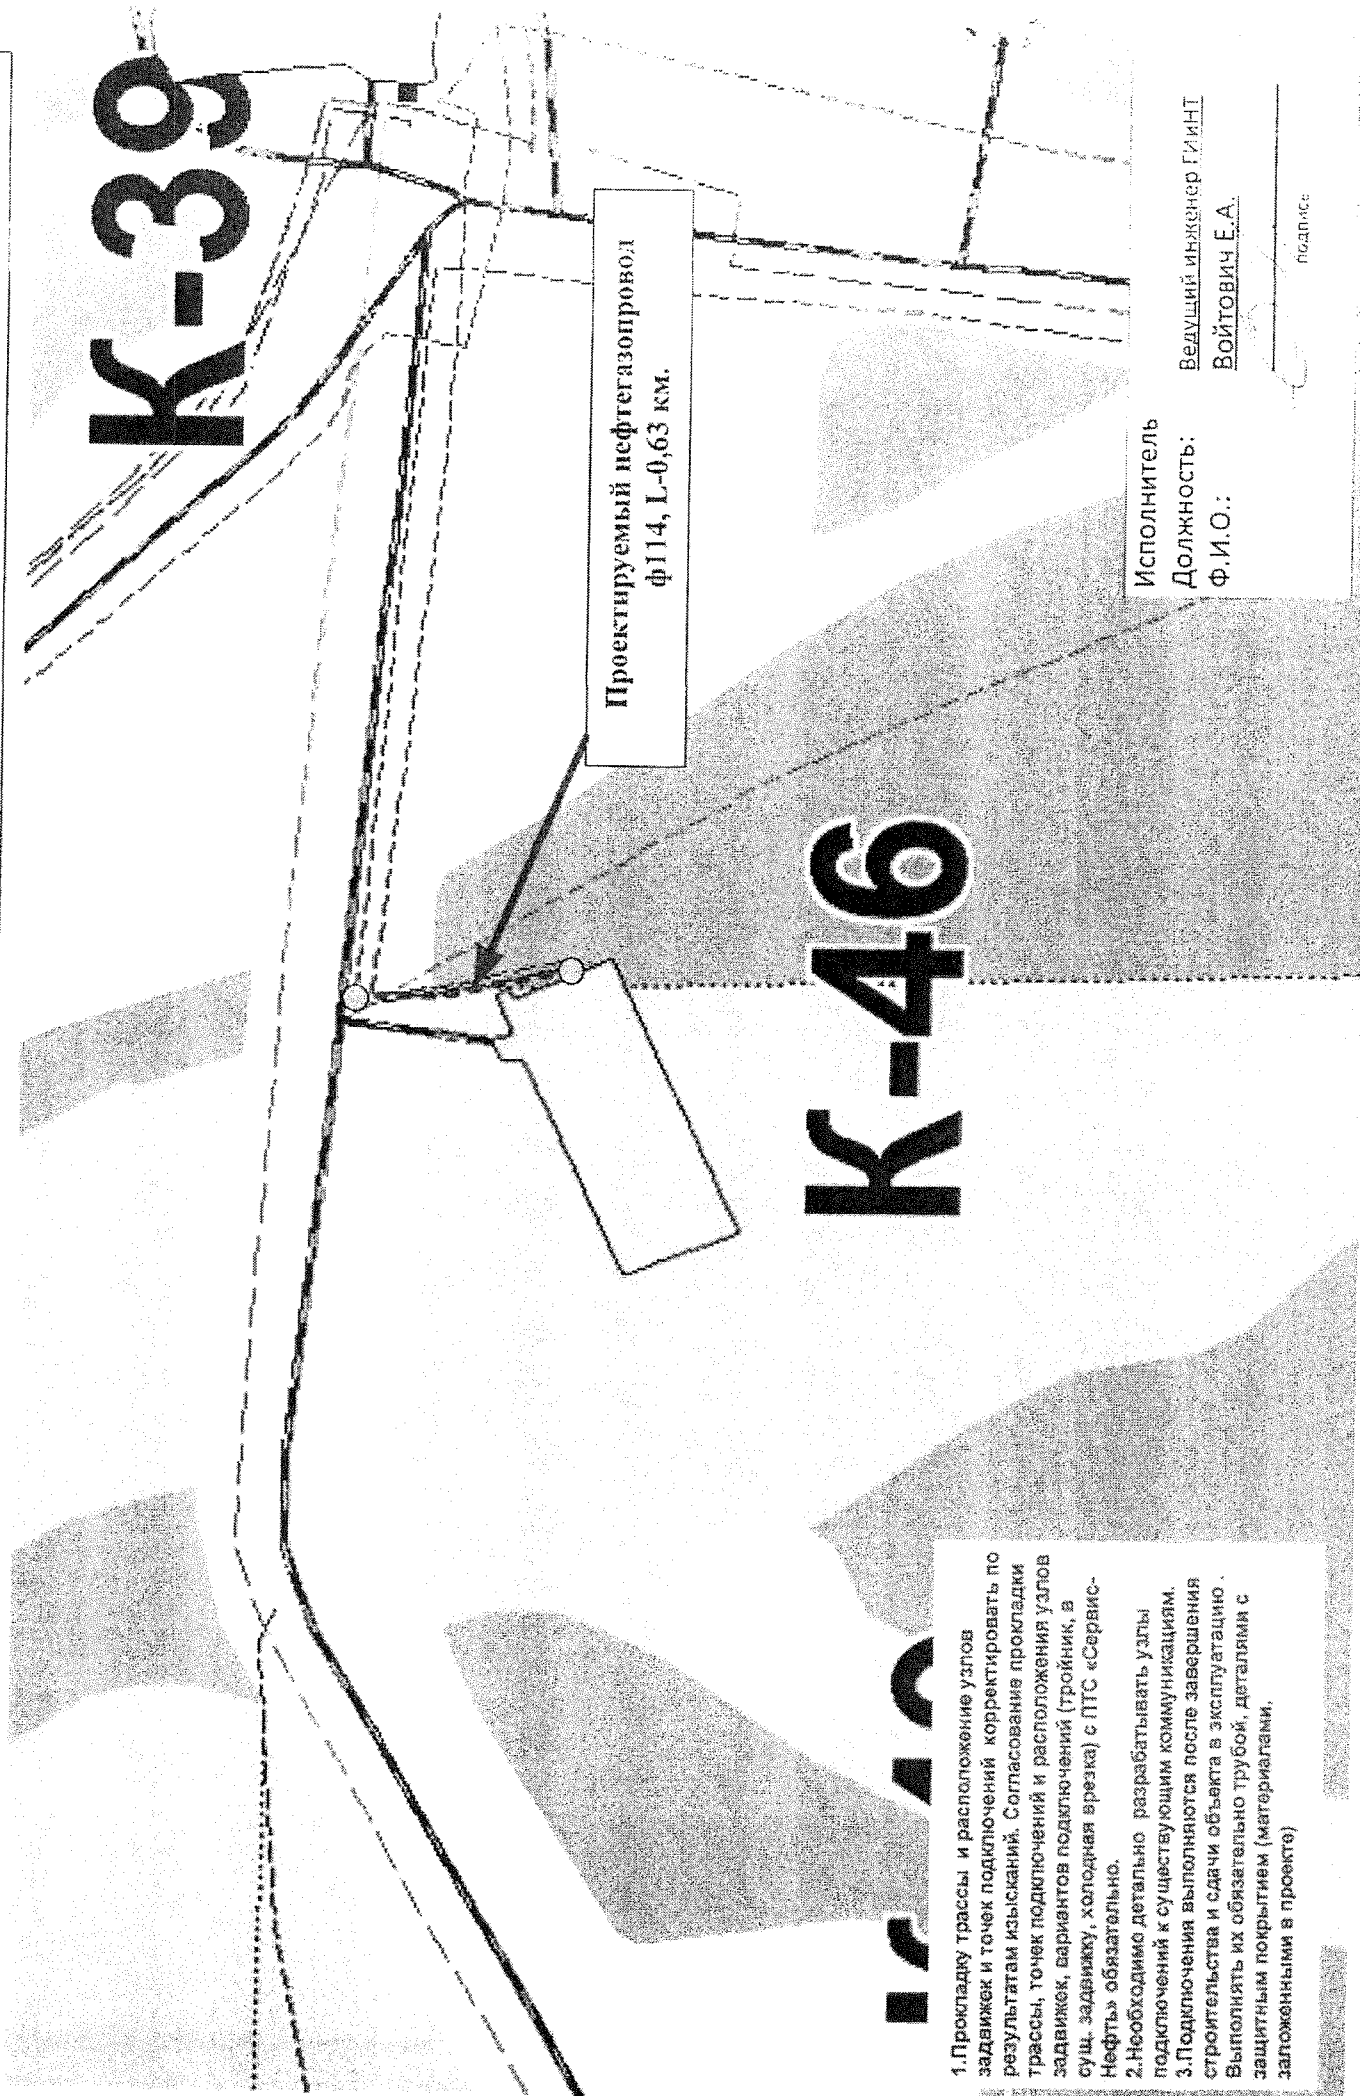 К-39
Проектируемый нефтегазопровод
ф114, L-0,63 км.
К-46
1.Прокладку трассы и расположение узлов
задвижек и точек подключений корректировать по
результатам изысканий. Согласование прокладки
трассы, точек подключений и расположения узлов
задвижек, вариантов подключений (тройник, в
сущ. задвижку, холодная врезка) с ПТС «Сервис-
Нефть» обязательно.
2.Необходимо детально разрабатывать узлы
подключений к существующим коммуникациям.
3.Подключения выполняются после завершения
строительства и сдачи объекта в эксплуатацию .
Выполнять их обязательно трубой, деталями с
защитным покрытием (материалами,
заложенными в проекте)
Исполнитель
Должность: Ведущий инженер ГИиНТ
Ф.И.О.: Войтович Е.А.
подпись